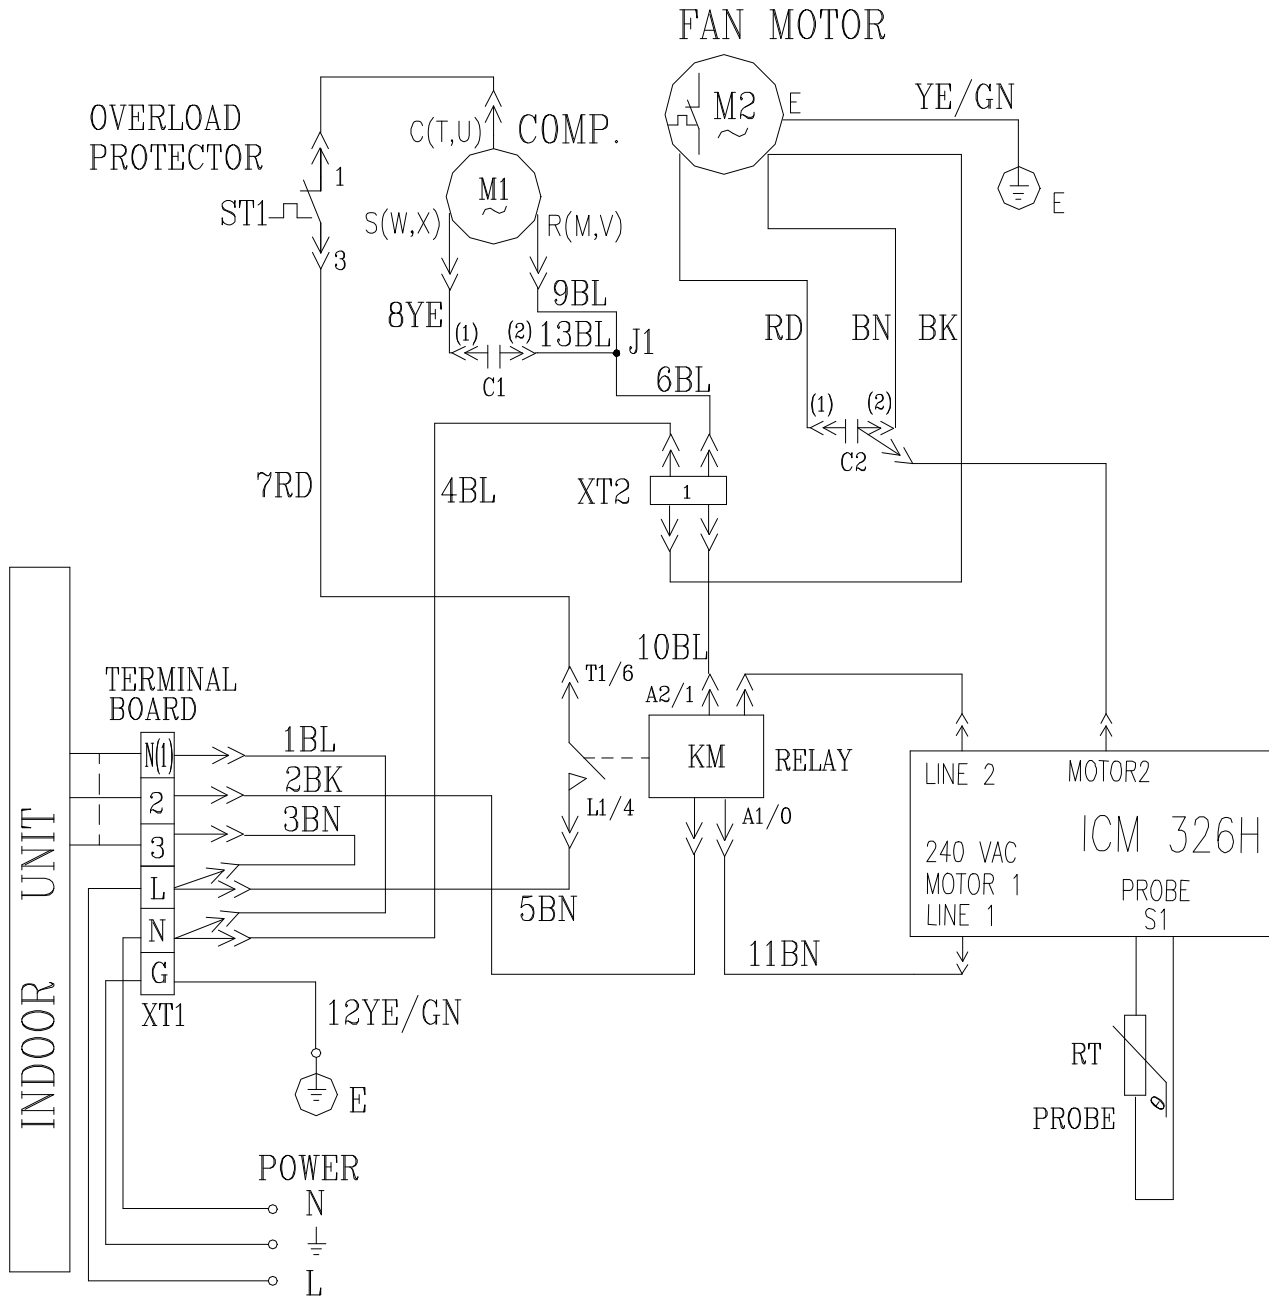 FAN MOTOR
OVERLOAD
PROTECTOR
C(T,U)
COMP.
M2
E
YE/GN
1
M1
ST1
S(W,X)
R(M,V)
E
3
8YE
9BL
(1)
(2)
13BL
J1
C1
6BL
RD
BN
BK
(1)
(2)
C2
7RD
4BL
XT2
1
10BL
T1/6
A2/1
TERMINAL
BOARD
N(1)
1BL
KM
RELAY
LINE 2
MOTOR2
2
2BK
L1/4
A1/0
3
3BN
ICM 326H
240 VAC
MOTOR 1
LINE 1
PROBE
S1
L
5BN
N
11BN
G
XT1
12YE/GN
INDOOR UNIT
E
RT
θ
PROBE
POWER
N
L